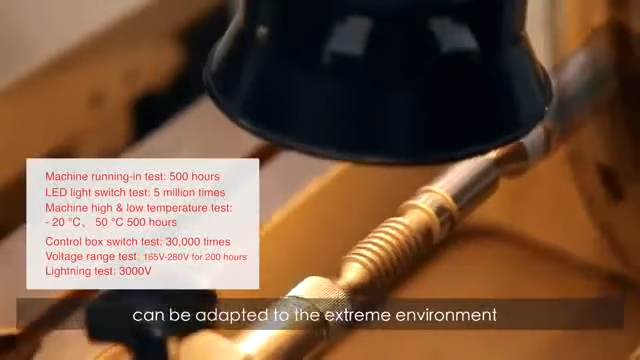 Machine running-in test: 500 hours
LED light switch test: 5 million times
Machine high & low temperature test:
- 20 °C、 50 °C 500 hours
Control box switch test: 30,000 times
Voltage range test: 165V-280V for 200 hours
Lightning test: 3000V
can be adapted to the extreme environment